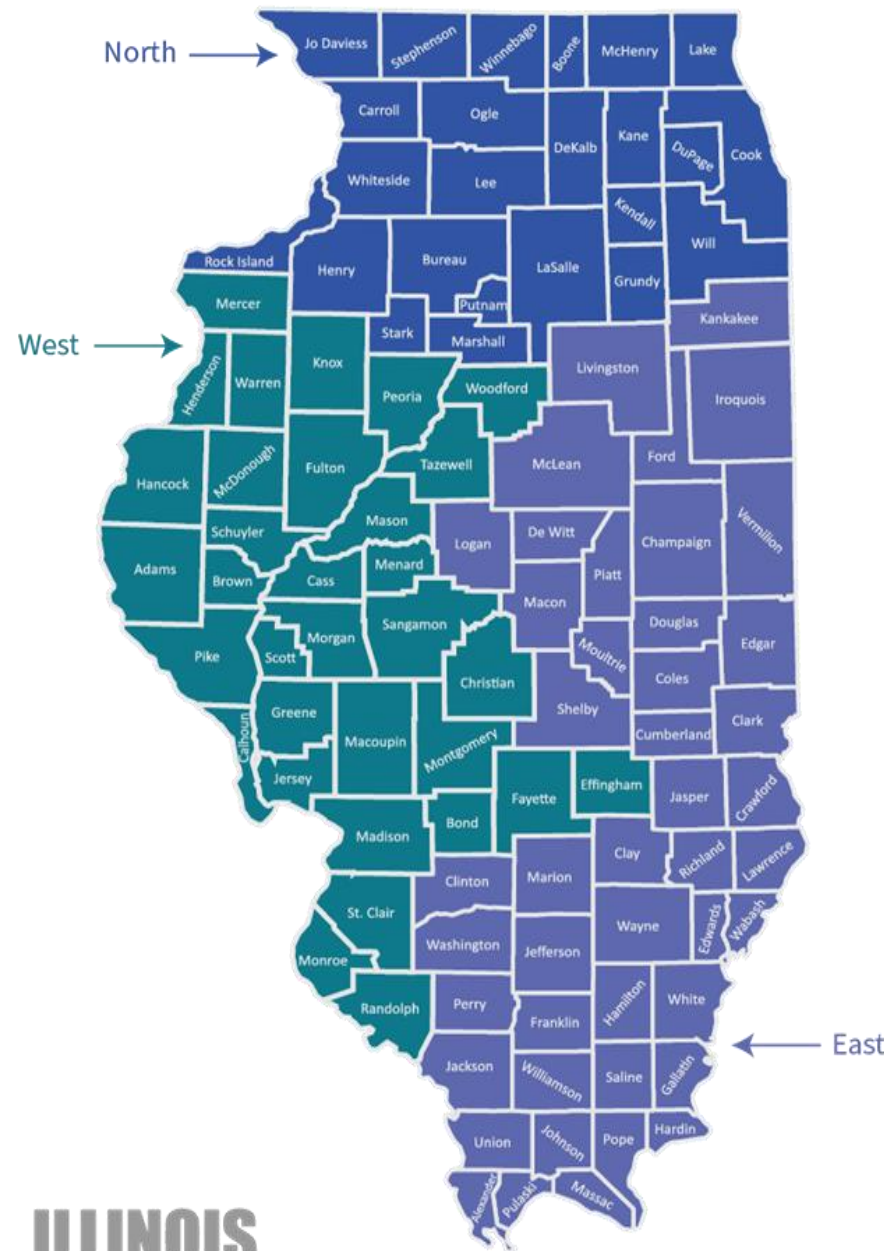 North
Jo Daviess
Stephenson
Winnebago
Boone
McHenry
Lake
Carroll
Ogle
DeKalb
Kane
DuPage
Cook
Whiteside
Lee
Kendall
Will
Rock Island
Henry
Bureau
LaSalle
Grundy
Putnam
Mercer
Stark
Marshall
Kankakee
West
Henderson
Warren
Knox
Peoria
Woodford
Livingston
Iroquois
Hancock
McDonough
Fulton
Tazewell
McLean
Ford
Schuyler
Mason
Logan
De Witt
Champaign
Vermilion
Adams
Brown
Cass
Menard
Piatt
Macon
Pike
Scott
Morgan
Sangamon
Christian
Moultrie
Douglas
Edgar
Coles
Shelby
Calhoun
Greene
Macoupin
Montgomery
Cumberland
Clark
Jersey
Fayette
Effingham
Jasper
Crawford
Madison
Bond
Clay
Richland
Lawrence
Clinton
Marion
St. Clair
Wayne
Edwards
Wabash
Washington
Jefferson
Monroe
Randolph
Perry
Franklin
Hamilton
White
East
Jackson
Williamson
Saline
Gallatin
Union
Johnson
Pope
Hardin
Alexander
Pulaski
Massac
ILLINOIS